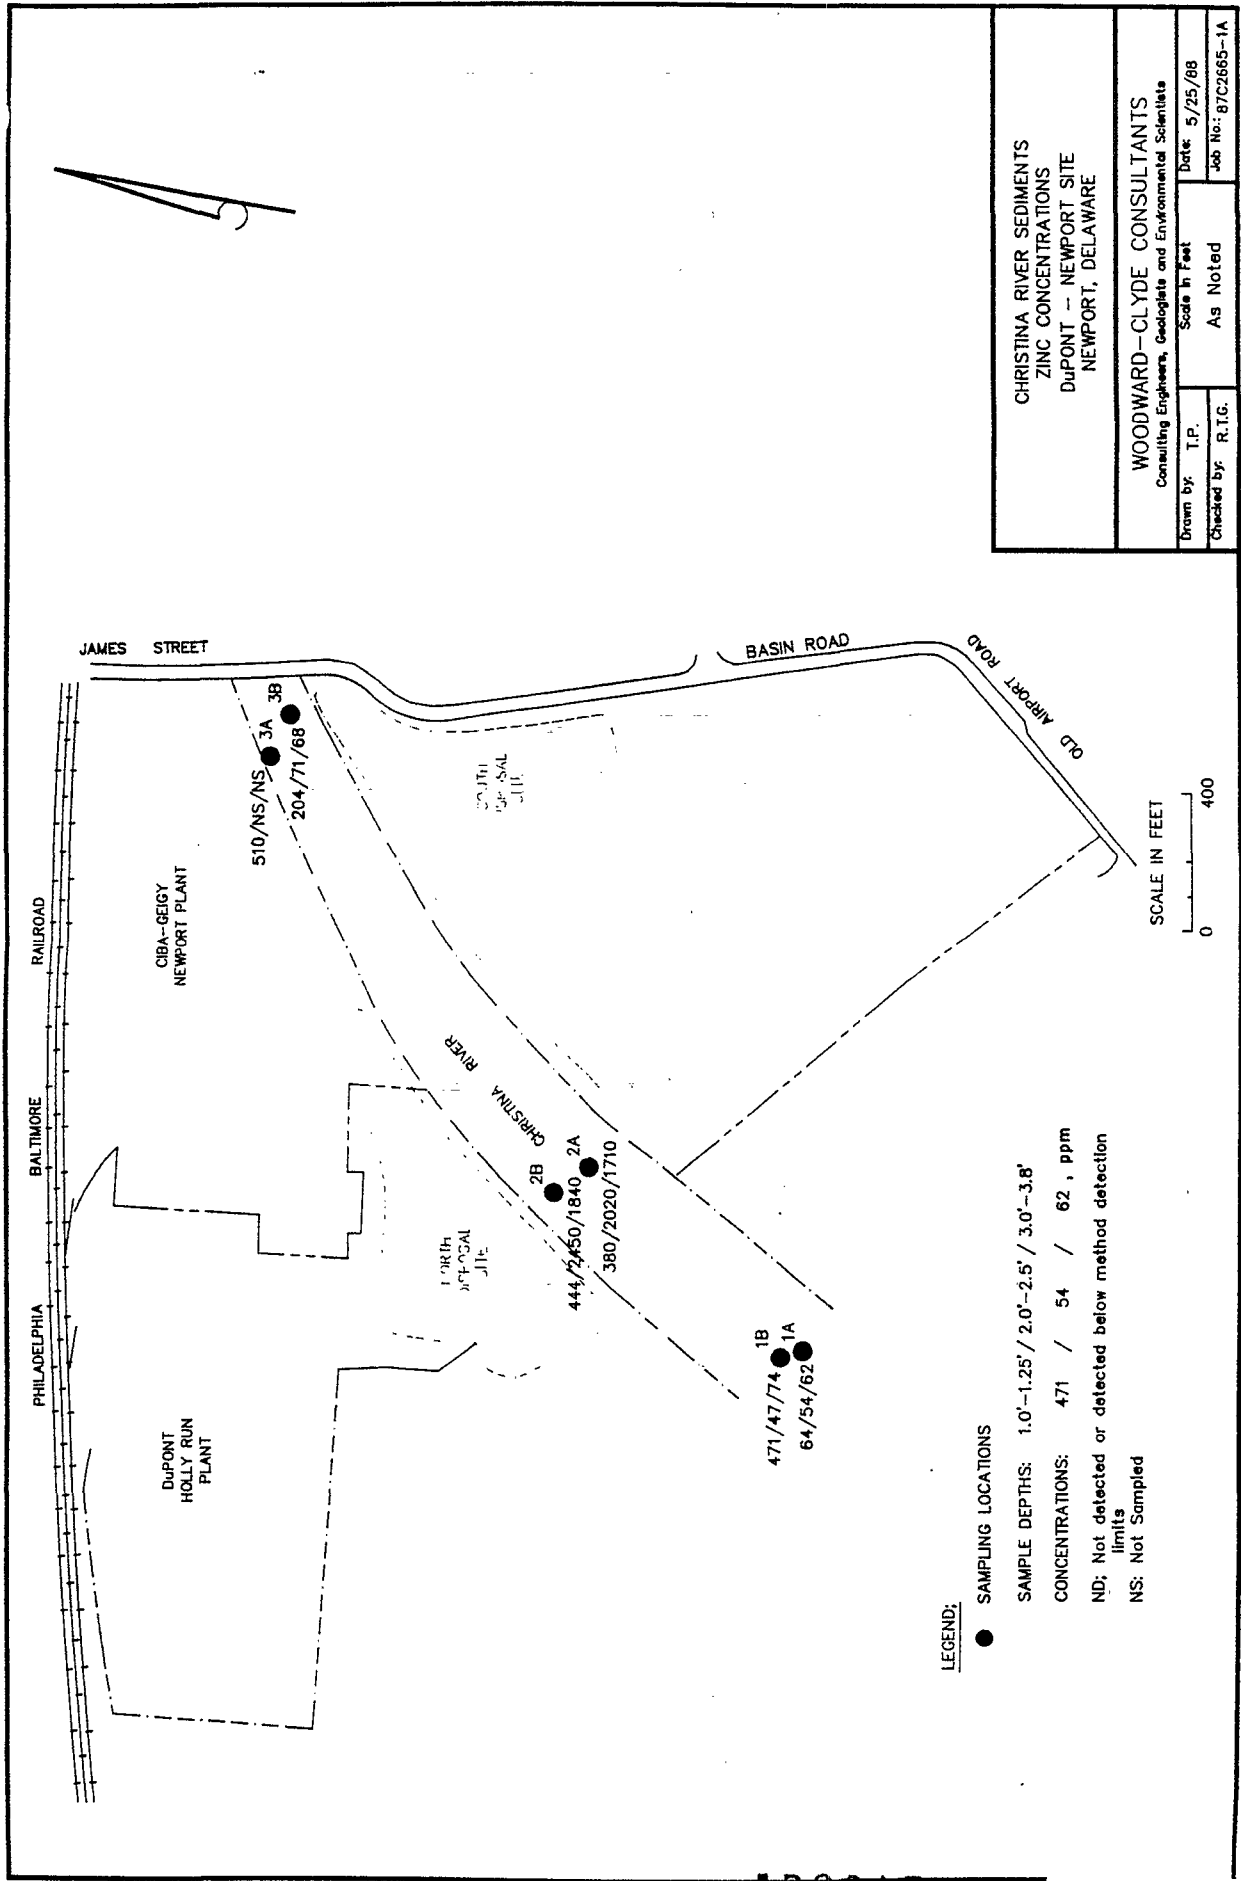 PHILADELPHIA BALTIMORE RAILROAD
JAMES STREET
DuPONT
HOLLY RUN
PLANT
CIBA-GEIGY
NEWPORT PLANT
510/NS/NS 3A
3B
204/71/68
SITE
DISPOSAL
SITE
CHRISTINA RIVER
2B
444/2450/1840
2A
380/2020/1710
1B
471/47/74
1A
64/54/62
BASIN ROAD
OLD AIRPORT ROAD
SCALE IN FEET
0 400
LEGEND:
SAMPLING LOCATIONS
SAMPLE DEPTHS: 1.0'-1.25' / 2.0'-2.5' / 3.0'-3.8'
CONCENTRATIONS: 471 / 54 / 62 , ppm
ND; Not detected or detected below method detection
limits
NS: Not Sampled
CHRISTINA RIVER SEDIMENTS
ZINC CONCENTRATIONS
DuPONT - NEWPORT SITE
NEWPORT, DELAWARE
WOODWARD-CLYDE CONSULTANTS
Consulting Engineers, Geologists and Environmental Scientists
Drawn by: T.P.
Scale in Feet
Date: 5/25/88
Checked by: R.T.G.
As Noted
Job No.: 87C2665-1A